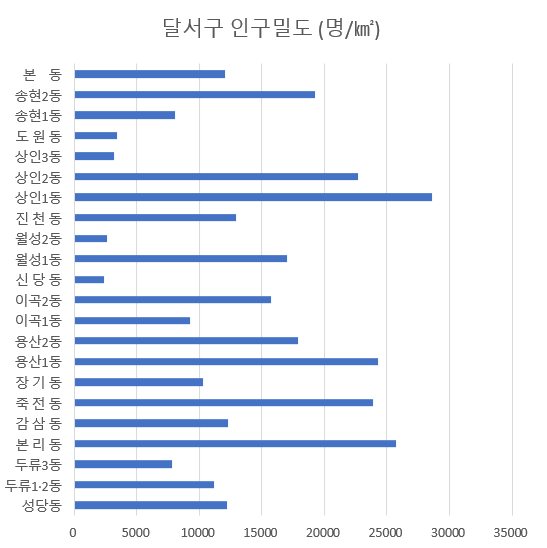 달서구 인구밀도 (명/㎢)
본 동
송현2동
송현1동
도 원 동
상인3동
상인2동
상인1동
진 천 동
월성2동
월성1동
신 당 동
이곡2동
이곡1동
용산2동
용산1동
장 기 동
죽 전 동
감 삼 동
본 리 동
두류3동
두류1·2동
성당동
0 5000 10000 15000 20000 25000 30000 35000